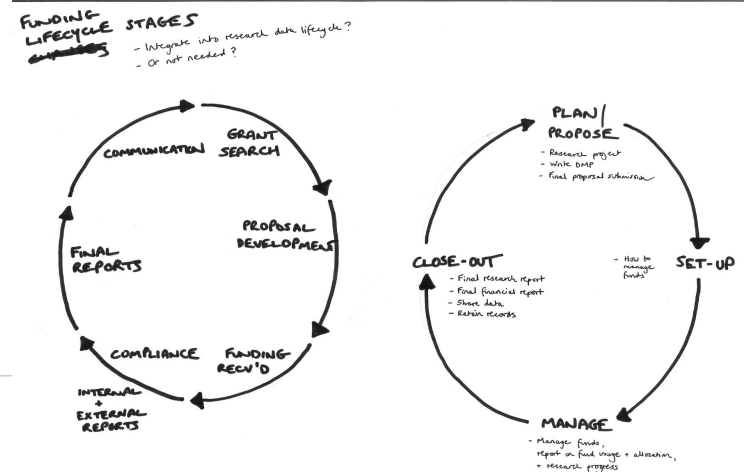 FUNDING
LIFECYCLE STAGES
- Integrate into research data lifecycle?
- Or not needed?
COMMUNICATION
GRANT
SEARCH
PROPOSAL
DEVELOPMENT
FUNDING
RECV'D
COMPLIANCE
INTERNAL
+
EXTERNAL
REPORTS
FINAL
REPORTS
PLAN/
PROPOSE
- Research project
- Write DMP
- Final proposal submission
- How to
manage
funds
SET-UP
MANAGE
- Manage funds,
report on fund usage + allocation,
+ research progress
CLOSE-OUT
- Final research report
- Final financial report
- Share data
- Retain records